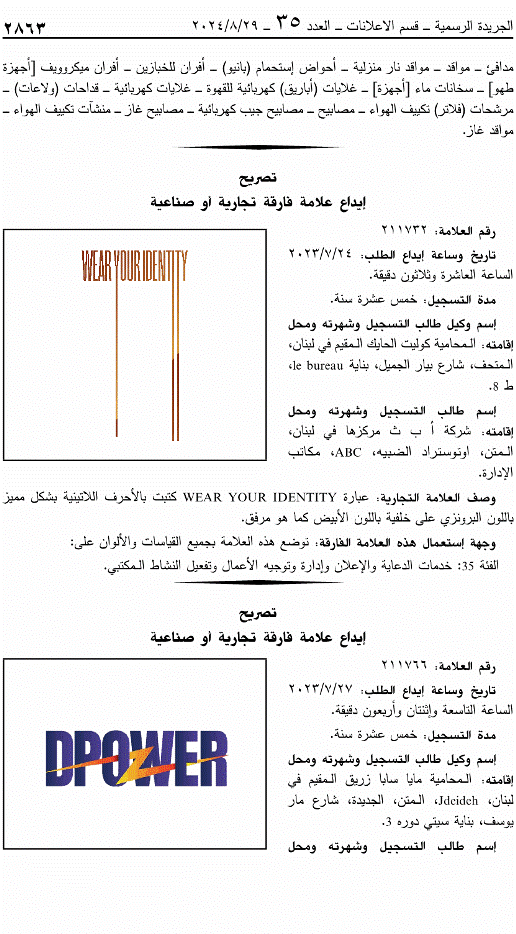 الجريدة الرسمية – قسم الاعلانات – العدد ٣٥ – ٢٠٢٤/٨/٢٩ ٢٨٦٣
مدافئ – مواقد – مواقد نار منزلية – أحواض إستحمام (بانيو) – أفران للخبازين – أفران ميكروويف [أجهزة
طهو] – سخانات ماء [أجهزة] – غلايات (أباريق) كهربائية للقهوة – غلايات كهربائية – قداحات (ولاعات) –
مرشحات (فلاتر) تكييف الهواء – مصابيح – مصابيح جيب كهربائية – مصابيح غاز – منشآت تكييف الهواء –
مواقد غاز.
تصريح
إيداع علامة فارقة تجارية أو صناعية
WEAR YOUR IDENTITY
رقم العلامة: ٢١١٧٣٢
تاريخ وساعة إيداع الطلب: ٢٠٢٣/٧/٢٤
الساعة العاشرة وثلاثون دقيقة.
مدة التسجيل: خمس عشرة سنة.
إسم وكيل طالب التسجيل وشهرته ومحل
إقامته: المحامية كوليت الحايك المقيم في لبنان،
المتحف، شارع بيار الجميل، بناية le bureau،
ط 8.
إسم طالب التسجيل وشهرته ومحل
إقامته: شركة أ ب ث مركزها في لبنان،
المتن، اوتوستراد الضبيه، ABC، مكاتب
الإدارة.
وصف العلامة التجارية: عبارة WEAR YOUR IDENTITY كتبت بالأحرف اللاتينية بشكل مميز
باللون البرونزي على خلفية باللون الأبيض كما هو مرفق.
وجهة إستعمال هذه العلامة الفارقة: توضع هذه العلامة بجميع القياسات والألوان على:
الفئة 35: خدمات الدعاية والإعلان وإدارة وتوجيه الأعمال وتفعيل النشاط المكتبي.
تصريح
إيداع علامة فارقة تجارية أو صناعية
DPOWER
رقم العلامة: ٢١١٧٦٦
تاريخ وساعة إيداع الطلب: ٢٠٢٣/٧/٢٧
الساعة التاسعة وإثنتان وأربعون دقيقة.
مدة التسجيل: خمس عشرة سنة.
إسم وكيل طالب التسجيل وشهرته ومحل
إقامته: المحامية مايا سابا زريق المقيم في
لبنان، Jdeideh، المتن، الجديدة، شارع مار
يوسف، بناية سيتي دوره 3.
إسم طالب التسجيل وشهرته ومحل